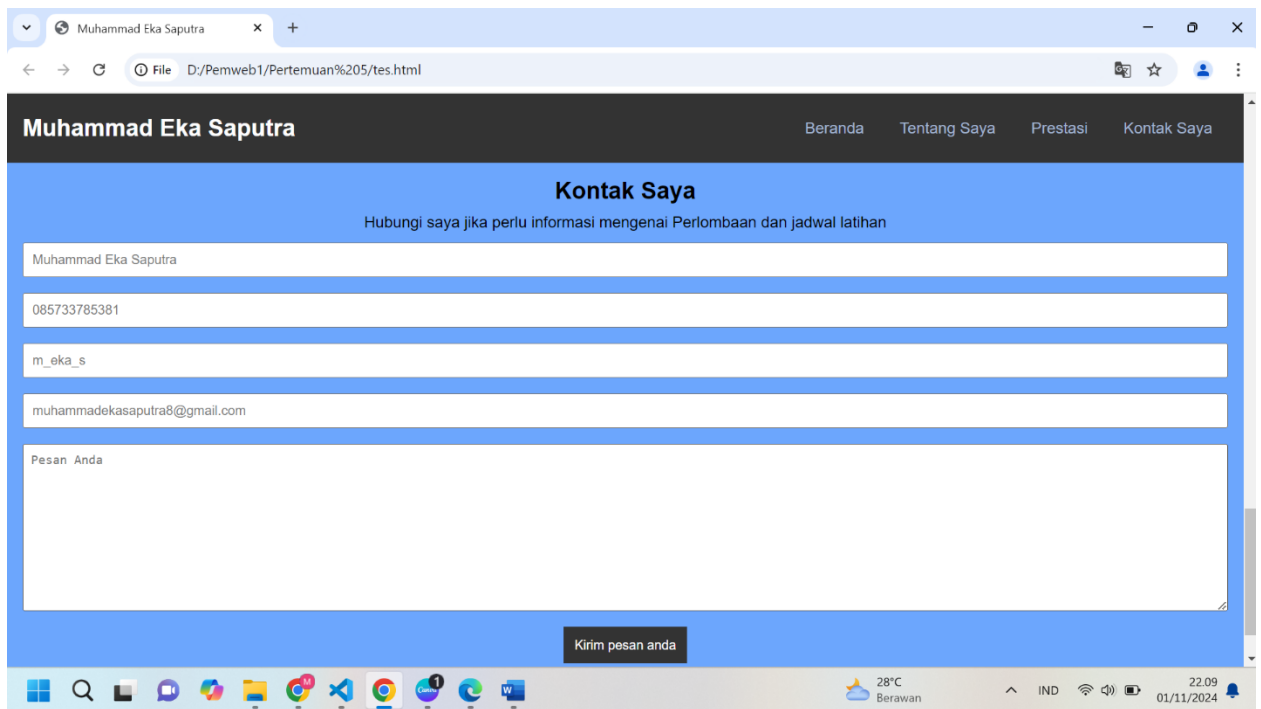 Muhammad Eka Saputra
File D:/Pemweb1/Pertemuan%205/tes.html
Muhammad Eka Saputra
Beranda Tentang Saya Prestasi Kontak Saya
Kontak Saya
Hubungi saya jika perlu informasi mengenai Perlombaan dan jadwal latihan
Muhammad Eka Saputra
085733785381
m_eka_s
muhammadekasaputra8@gmail.com
Pesan Anda
Kirim pesan anda
M
Canva
1
W
28°C
Berawan
IND
22.09
01/11/2024